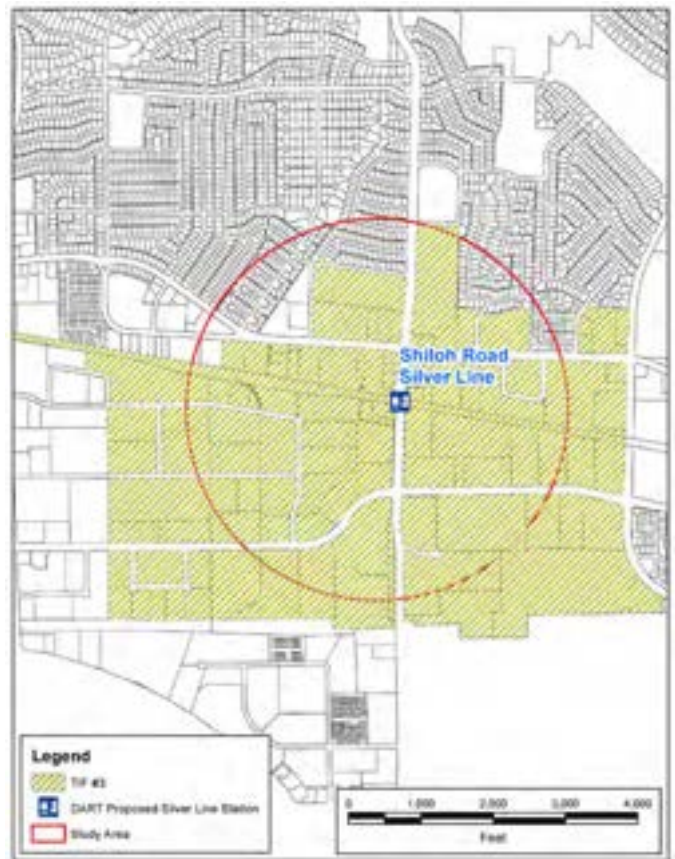 Shiloh Road
Silver Line
Legend
TIF #3
DART Proposed Silver Line Station
Study Area
0 1,000 2,000 3,000 4,000
Feet